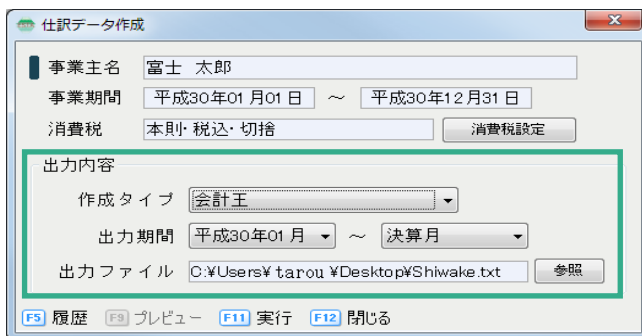 仕訳データ作成
事業主名 富士 太郎
事業期間 平成30年01月01日 ～ 平成30年12月31日
消費税 本則・税込・切捨 消費税設定
出力内容
作成タイプ 会計王
出力期間 平成30年01月 ～ 決算月
出力ファイル C:¥Users¥ tarou ¥Desktop¥Shiwake.txt 参照
F5 履歴 F9 プレビュー F11 実行 F12 閉じる